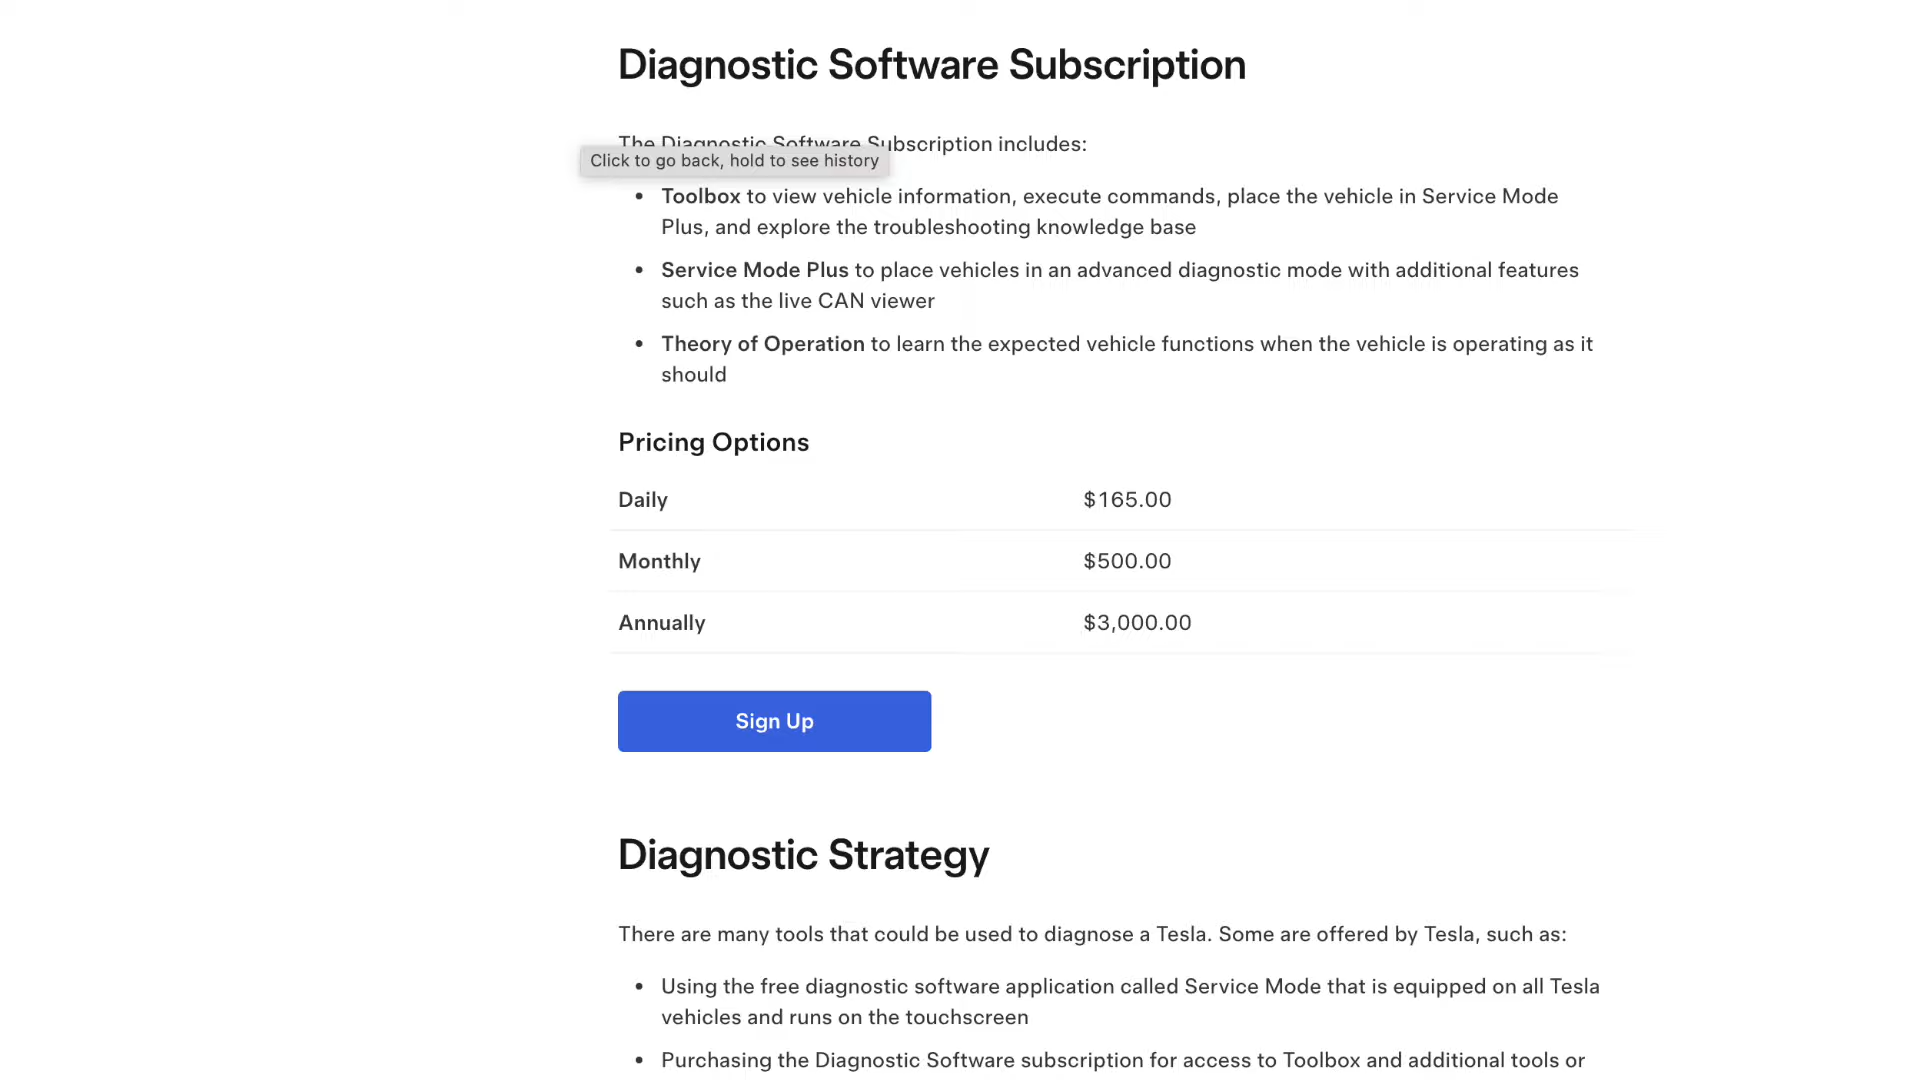 Diagnostic Software Subscription
The Diagnostic Software Subscription includes:
Click to go back, hold to see history
• Toolbox to view vehicle information, execute commands, place the vehicle in Service Mode
Plus, and explore the troubleshooting knowledge base
• Service Mode Plus to place vehicles in an advanced diagnostic mode with additional features
such as the live CAN viewer
• Theory of Operation to learn the expected vehicle functions when the vehicle is operating as it
should
Pricing Options
Daily $165.00
Monthly $500.00
Annually $3,000.00
Sign Up
Diagnostic Strategy
There are many tools that could be used to diagnose a Tesla. Some are offered by Tesla, such as:
• Using the free diagnostic software application called Service Mode that is equipped on all Tesla
vehicles and runs on the touchscreen
• Purchasing the Diagnostic Software subscription for access to Toolbox and additional tools or